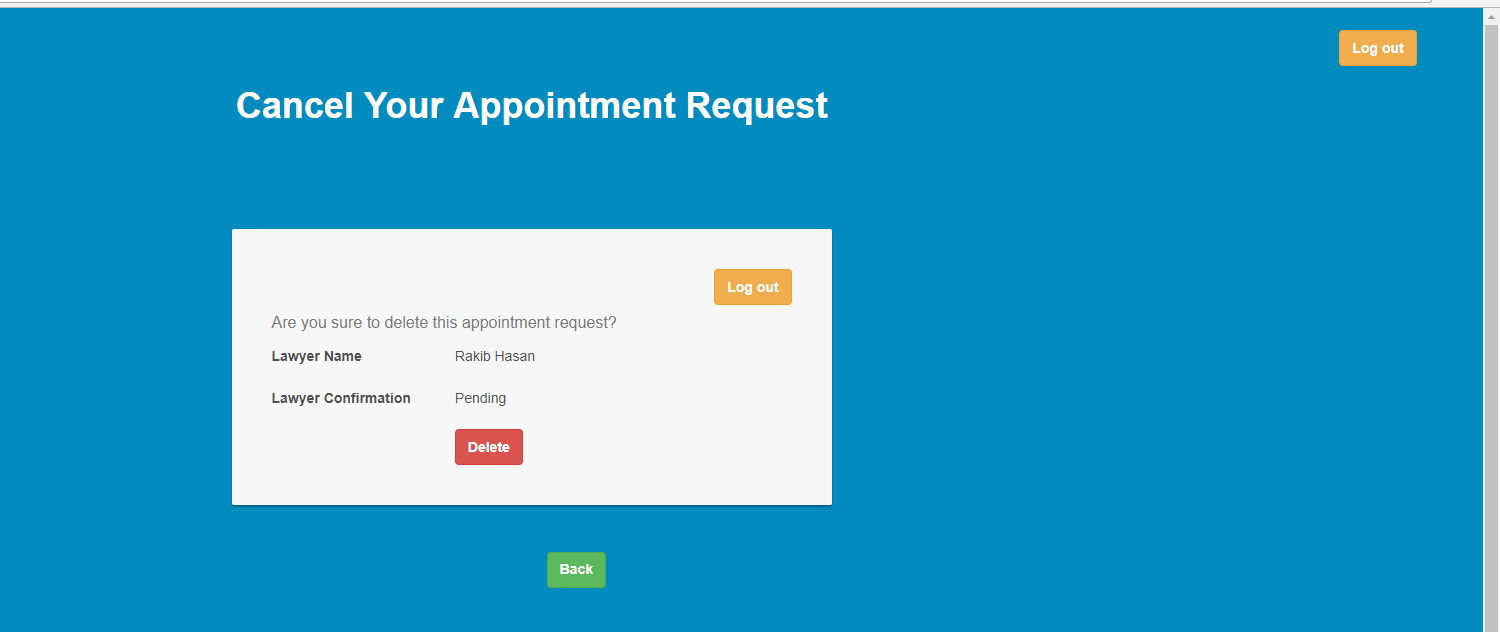 Log out
Cancel Your Appointment Request
Log out
Are you sure to delete this appointment request?
Lawyer Name Rakib Hasan
Lawyer Confirmation Pending
Delete
Back